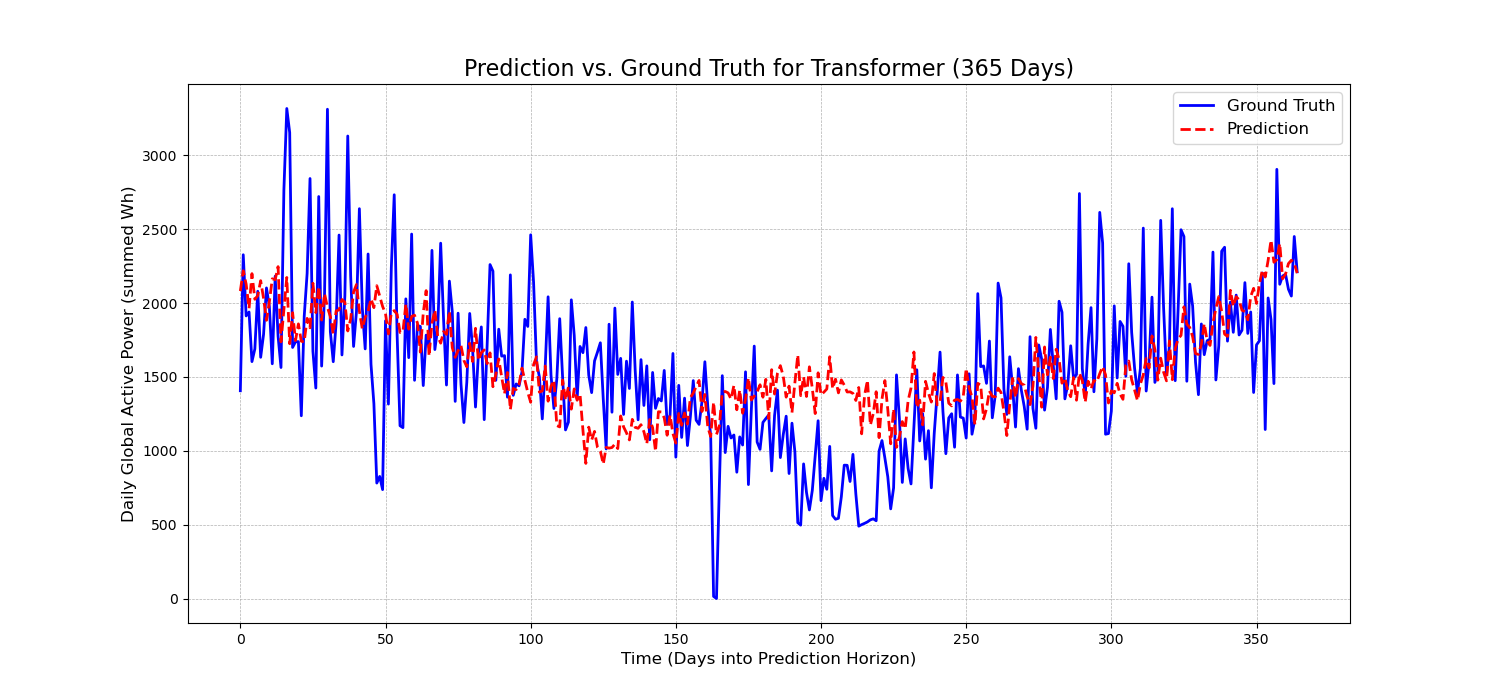 Prediction vs. Ground Truth for Transformer (365 Days)
Ground Truth
Prediction
Daily Global Active Power (summed Wh)
3000
2500
2000
1500
1000
500
0
0 50 100 150 200 250 300 350
Time (Days into Prediction Horizon)